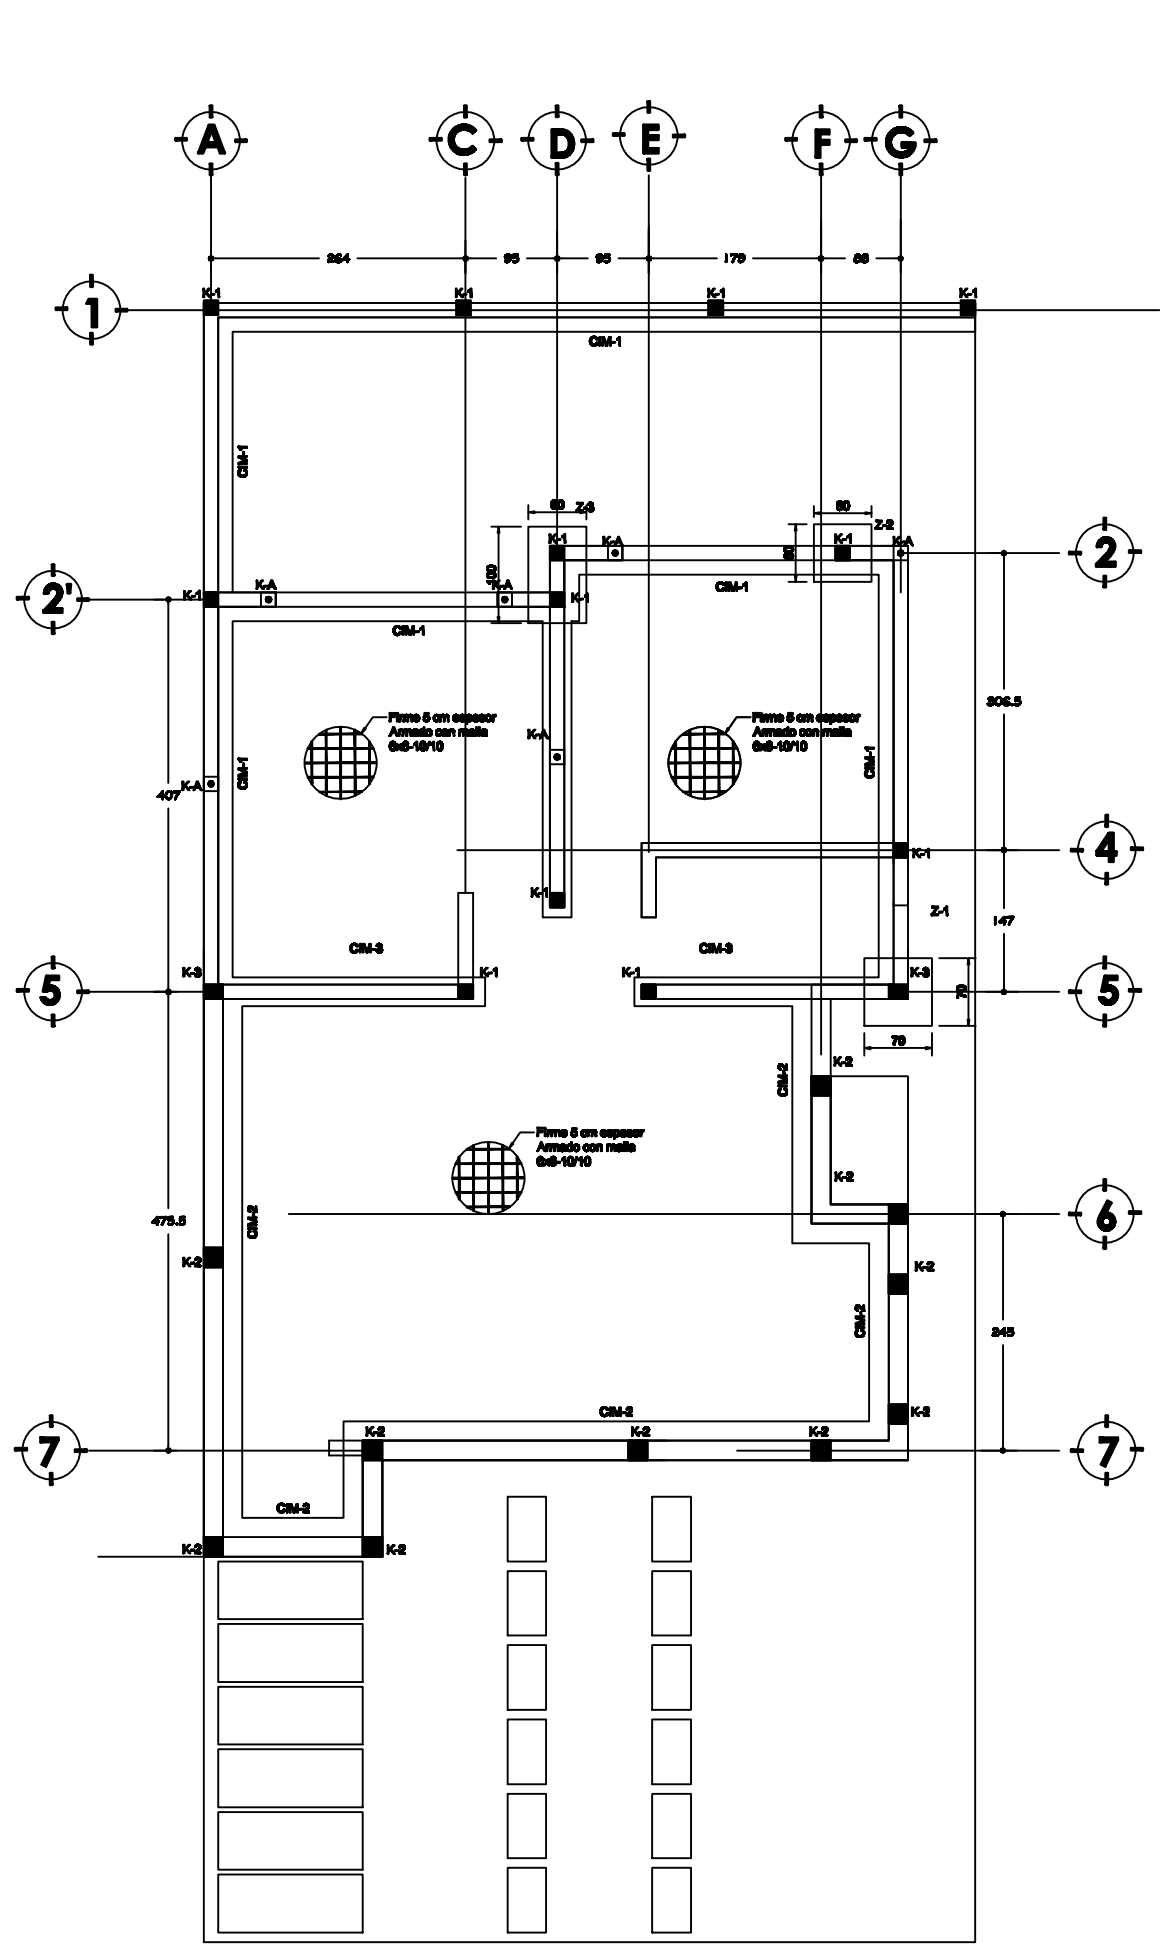 A
C
D
E
F
G
264
95
95
179
1
K-1
K-1
K-1
K-1
CIM-1
CIM-1
60
Z-3
60
Z-2
K-1
K-A
K-1
K-A
2
60
100
K-A
K-A
CIM-1
2'
K-1
K-1
CIM-1
306.5
Firme 5 cm espesor
Armado con malla
6x6-10/10
Firme 5 cm espesor
Armado con malla
6x6-10/10
K-A
CIM-1
CIM-1
K-A
407
4
K-1
K-1
Z-1
147
CIM-3
CIM-3
K-3
K-1
K-1
K-3
5
5
70
70
K-2
CIM-2
Firme 5 cm espesor
Armado con malla
6x6-10/10
K-2
475.5
CIM-2
6
K-2
K-2
CIM-2
245
CIM-2
K-2
K-2
K-2
K-2
7
7
CIM-2
K-2
K-2